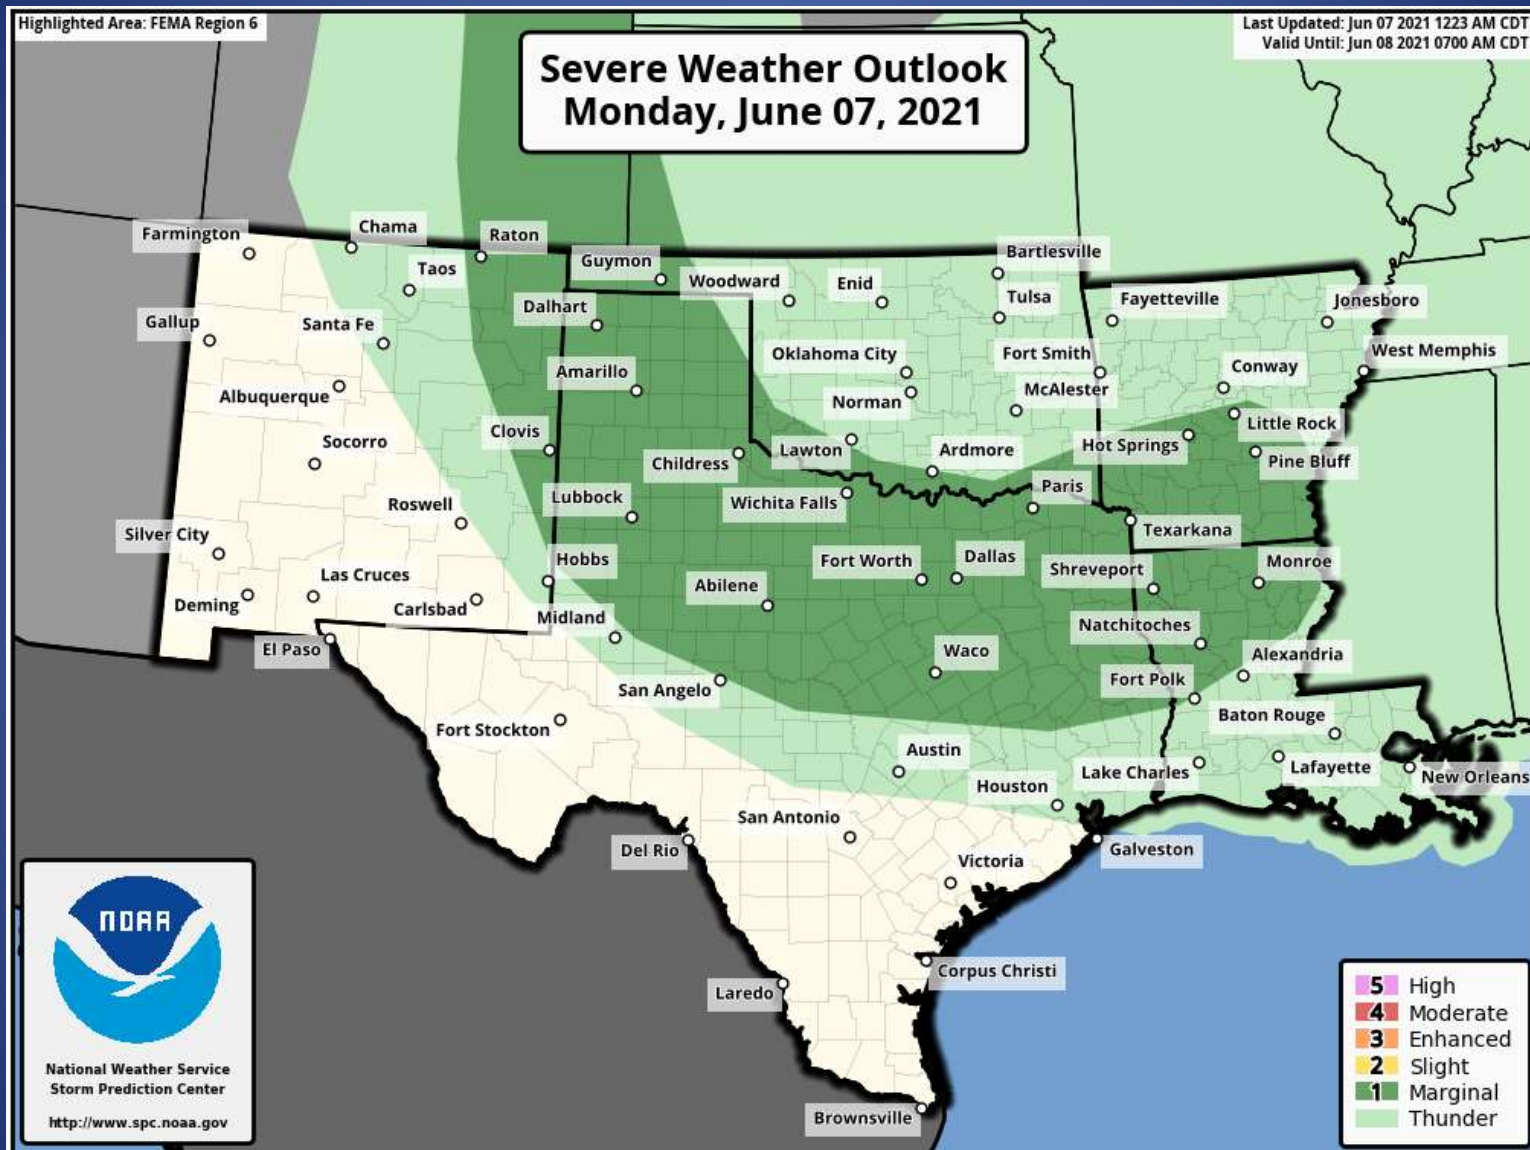 Highlighted Area: FEMA Region 6
Last Updated: Jun 07 2021 1223 AM CDT
Valid Until: Jun 08 2021 0700 AM CDT
Severe Weather Outlook
Monday, June 07, 2021
Farmington
Chama
Raton
Taos
Guymon
Woodward
Enid
Bartlesville
Tulsa
Fayetteville
Jonesboro
Gallup
Santa Fe
Dalhart
Oklahoma City
Fort Smith
West Memphis
Albuquerque
Amarillo
Norman
McAlester
Conway
Socorro
Clovis
Childress
Lawton
Ardmore
Hot Springs
Little Rock
Pine Bluff
Roswell
Lubbock
Wichita Falls
Paris
Texarkana
Silver City
Las Cruces
Hobbs
Abilene
Fort Worth
Dallas
Shreveport
Monroe
Deming
Carlsbad
Midland
Natchitoches
El Paso
San Angelo
Waco
Fort Polk
Alexandria
Fort Stockton
Austin
Baton Rouge
Houston
Lake Charles
Lafayette
New Orleans
San Antonio
Del Rio
Victoria
Galveston
Corpus Christi
Laredo
Brownsville
NOAA
National Weather Service
Storm Prediction Center
http://www.spc.noaa.gov
5 High
4 Moderate
3 Enhanced
2 Slight
1 Marginal
Thunder